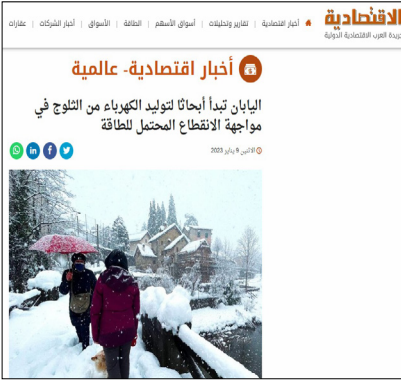 الاقتصادية
جريدة العرب الاقتصادية الدولية
أخبار اقتصادية | تقارير وتحليلات | أسواق الأسهم | الطاقة | الأسواق | أخبار الشركات | عقارات
أخبار اقتصادية- عالمية
اليابان تبدأ أبحاثا لتوليد الكهرباء من الثلوج في
مواجهة الانقطاع المحتمل للطاقة
الاثنين 9 يناير 2023